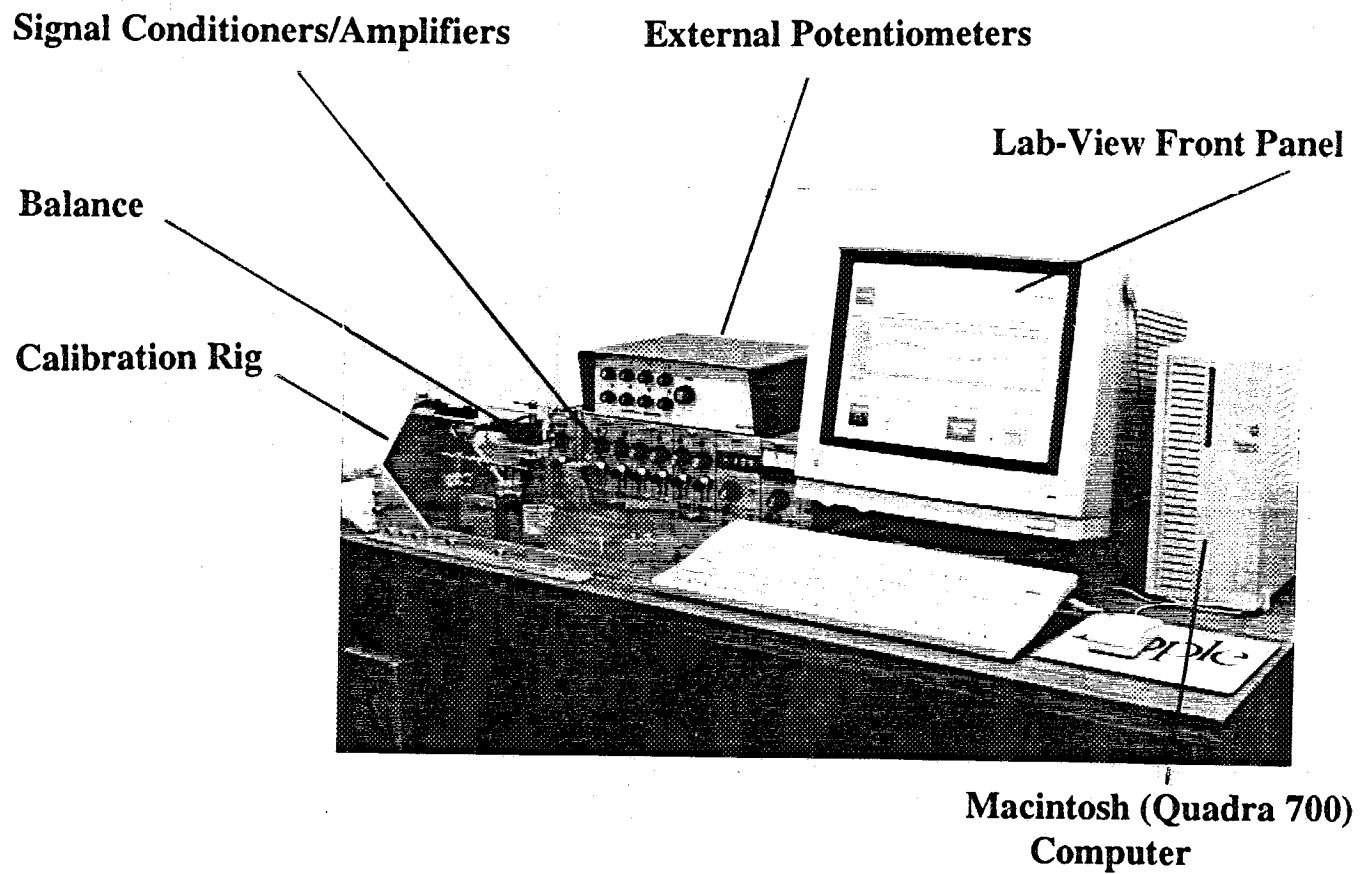 Signal Conditioners/Amplifiers
External Potentiometers
Lab-View Front Panel
Balance
Calibration Rig
Macintosh (Quadra 700)
Computer